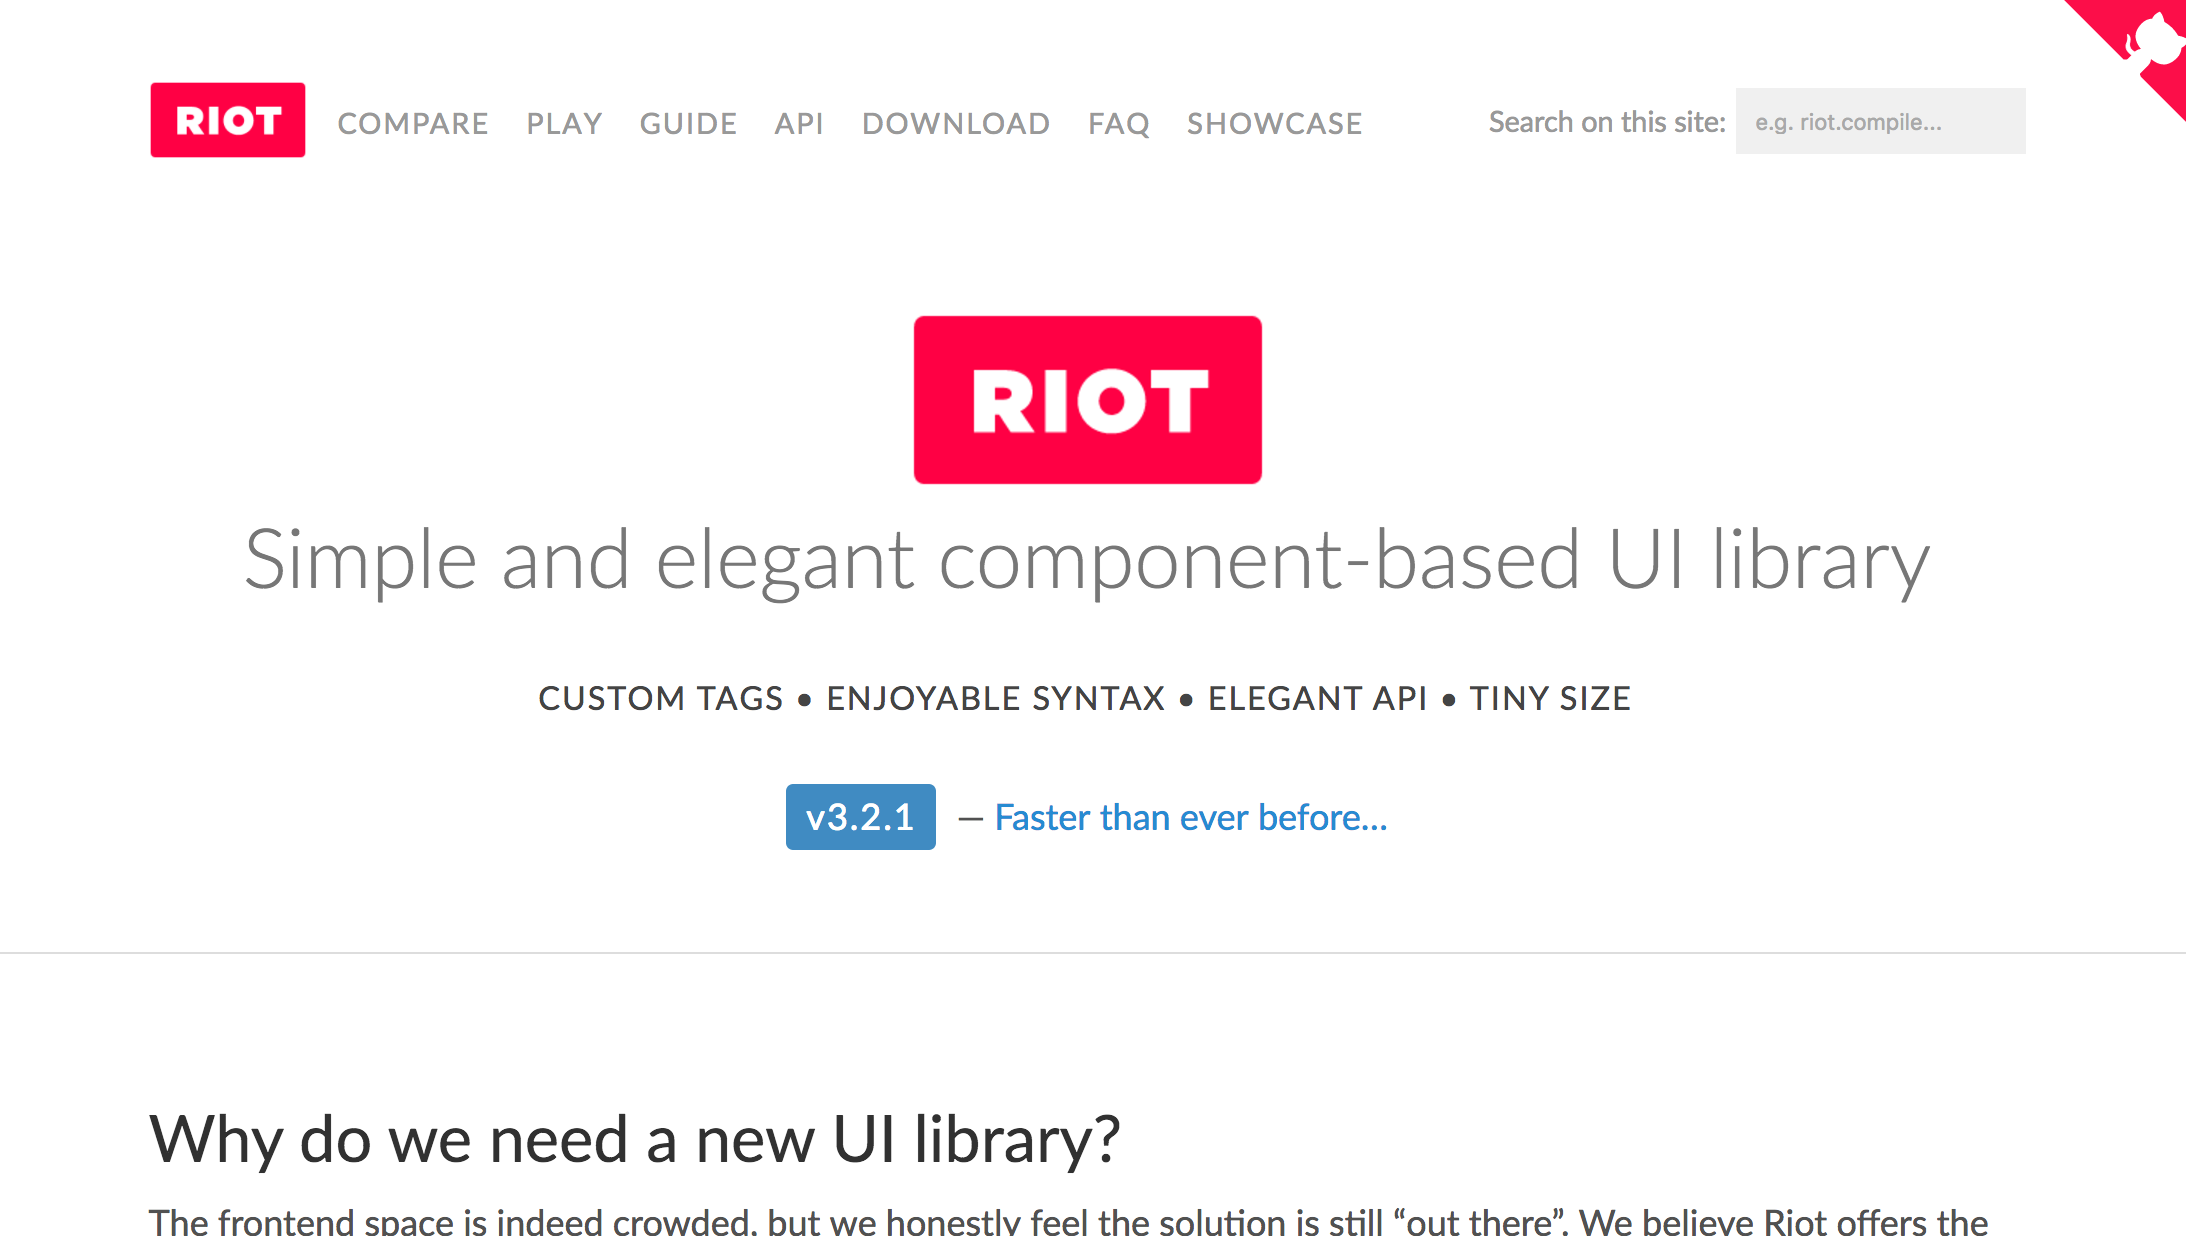 RIOT COMPARE PLAY GUIDE API DOWNLOAD FAQ SHOWCASE Search on this site: e.g. riot.compile...
RIOT
Simple and elegant component-based UI library
CUSTOM TAGS • ENJOYABLE SYNTAX • ELEGANT API • TINY SIZE
v3.2.1 — Faster than ever before...
Why do we need a new UI library?
The frontend space is indeed crowded, but we honestly feel the solution is still “out there”. We believe Riot offers the